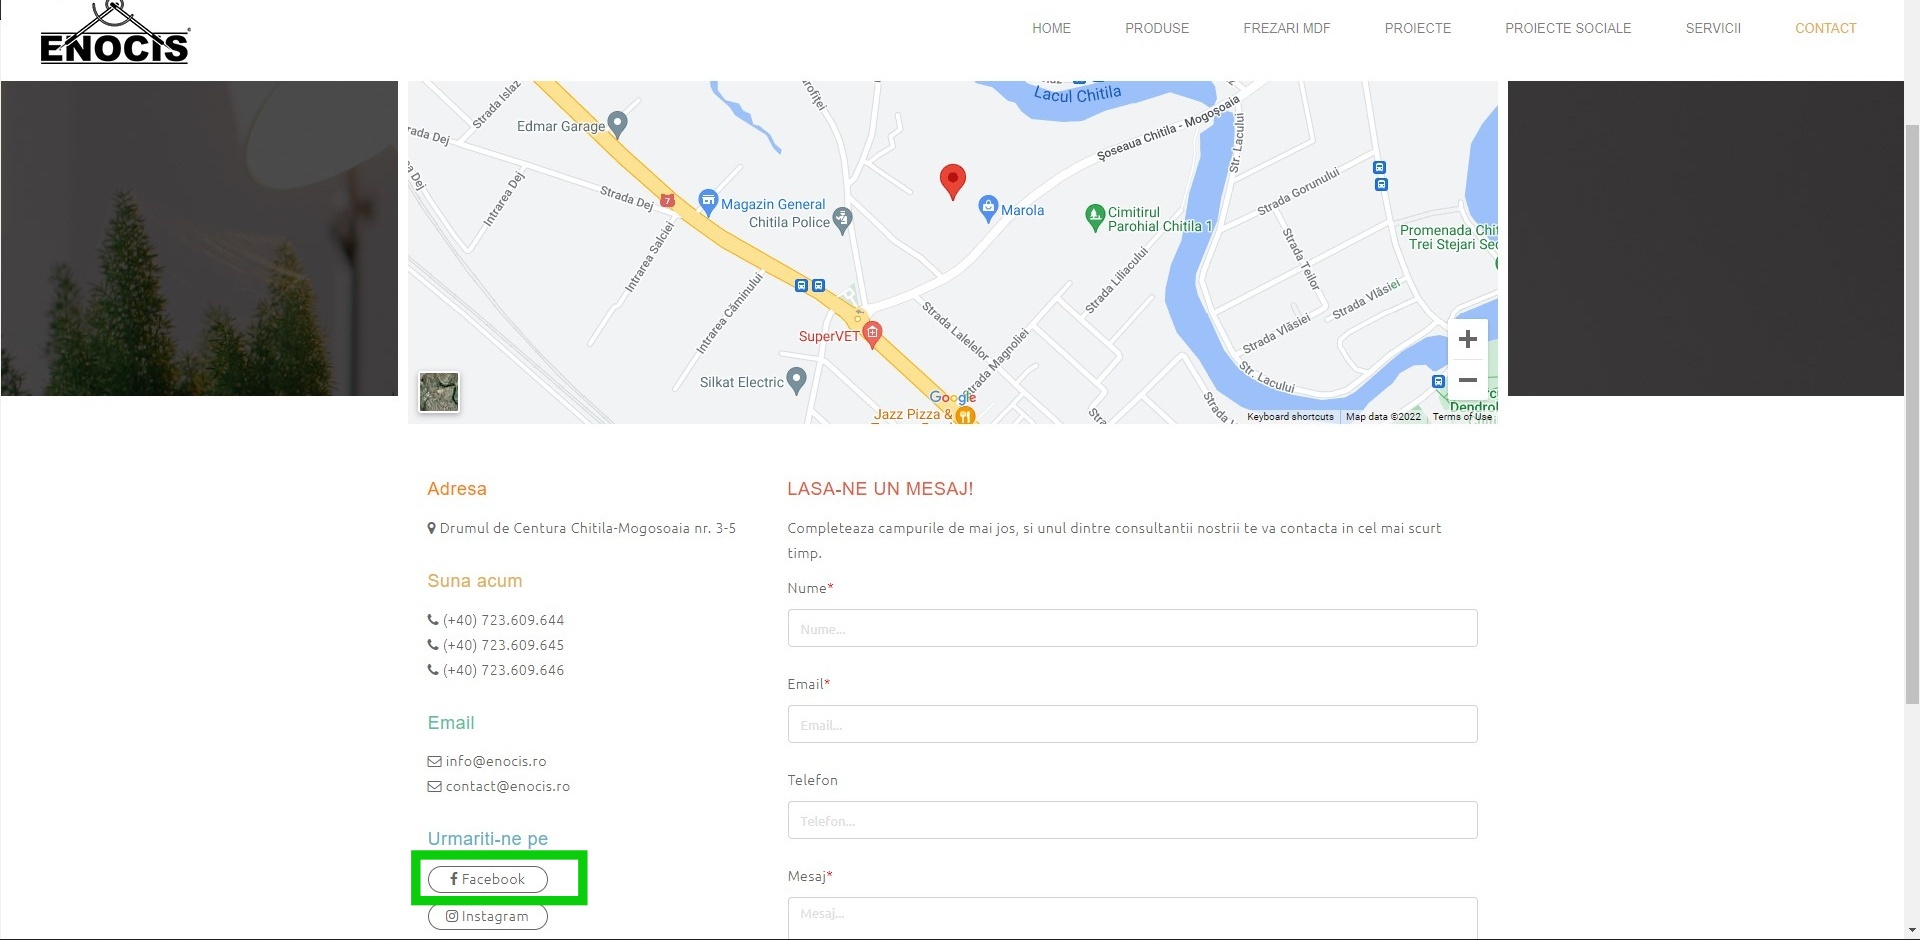 ENOCIS
HOME
PRODUSE
FREZARI MDF
PROIECTE
PROIECTE SOCIALE
SERVICII
CONTACT
Strada Islaz
Edmar Garage
Intrarea Dej
Strada Dej
7
Magazin General
Chitila Police
Intrarea Salciei
Intrarea Căminului
SuperVET
Silkat Electric
Jazz Pizza &
Google
Strada Lalelelor
Strada Magnoliei
Strada Liliacului
Marola
Cimitirul
Parohial Chitila 1
Lacul Chitila
Șoseaua Chitila - Mogoșoaia
Str. Lacului
Strada Gorunului
Strada Teilor
Strada Vlăsiei
Strada Vlăsiei
Str. Lacului
Promenada Chit
Trei Stejari Sec
Dendrol
Keyboard shortcuts
Map data ©2022
Terms of Use
Adresa
Drumul de Centura Chitila-Mogosoaia nr. 3-5
Suna acum
(+40) 723.609.644
(+40) 723.609.645
(+40) 723.609.646
Email
info@enocis.ro
contact@enocis.ro
Urmariti-ne pe
Facebook
Instagram
LASA-NE UN MESAJ!
Completeaza campurile de mai jos, si unul dintre consultantii nostrii te va contacta in cel mai scurt
timp.
Nume*
Nume...
Email*
Email...
Telefon
Telefon...
Mesaj*
Mesaj...